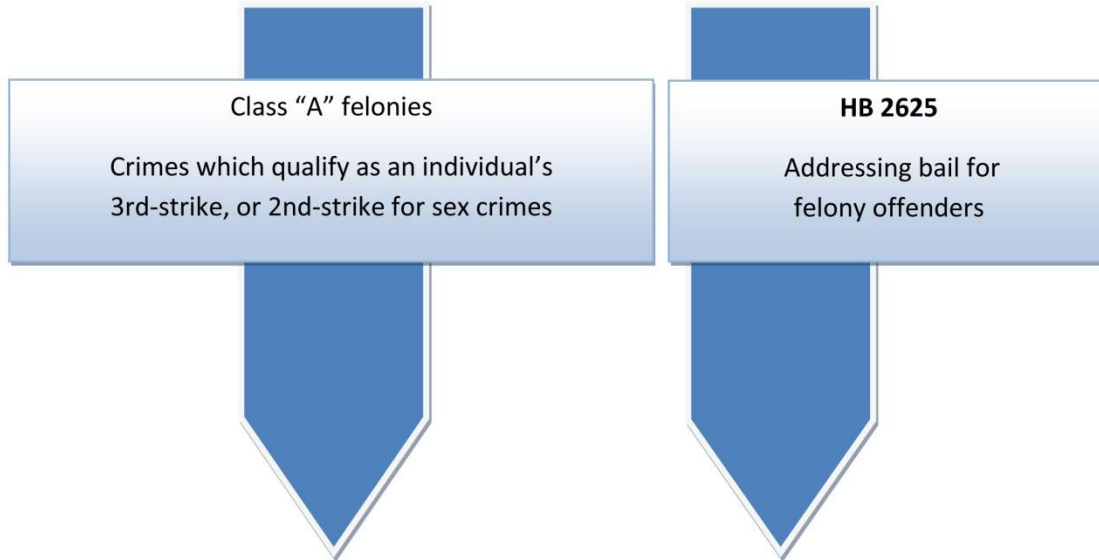 Class “A” felonies
Crimes which qualify as an individual’s
3rd-strike, or 2nd-strike for sex crimes
HB 2625
Addressing bail for
felony offenders